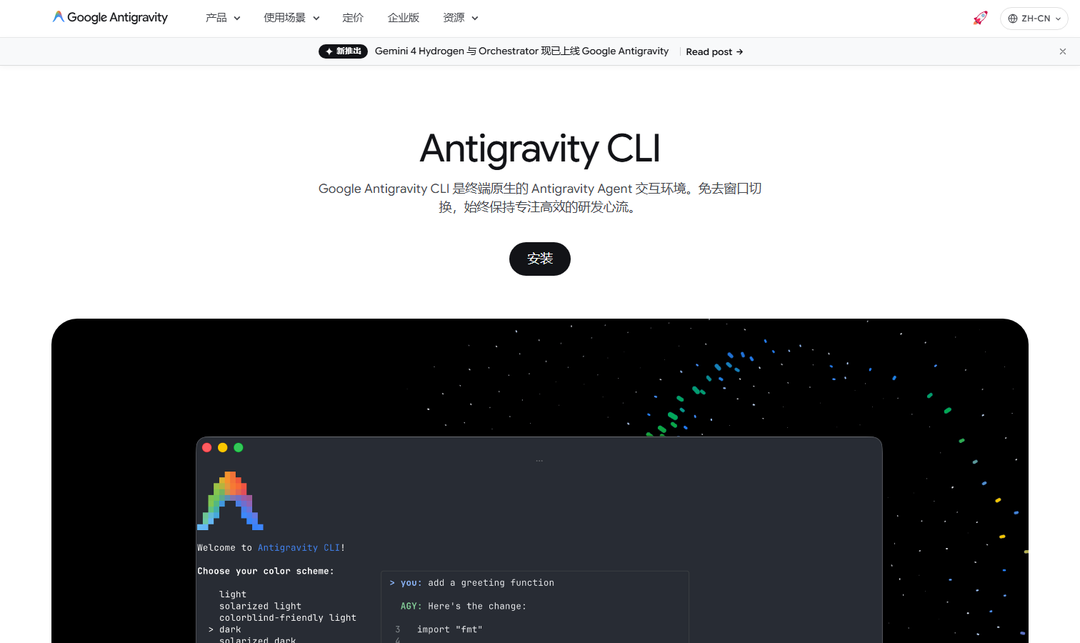 Google Antigravity 产品 使用场景 定价 企业版 资源 ZH-CN
新推出 Gemini 4 Hydrogen 与 Orchestrator 现已上线 Google Antigravity Read post →
Antigravity CLI
Google Antigravity CLI 是终端原生的 Antigravity Agent 交互环境。免去窗口切
换，始终保持专注高效的研发心流。
安装
...
Welcome to Antigravity CLI!
Choose your color scheme:
light
solarized light
colorblind-friendly light
> dark
solarized dark
> you: add a greeting function
AGY: Here's the change:
3 import "fmt"
4